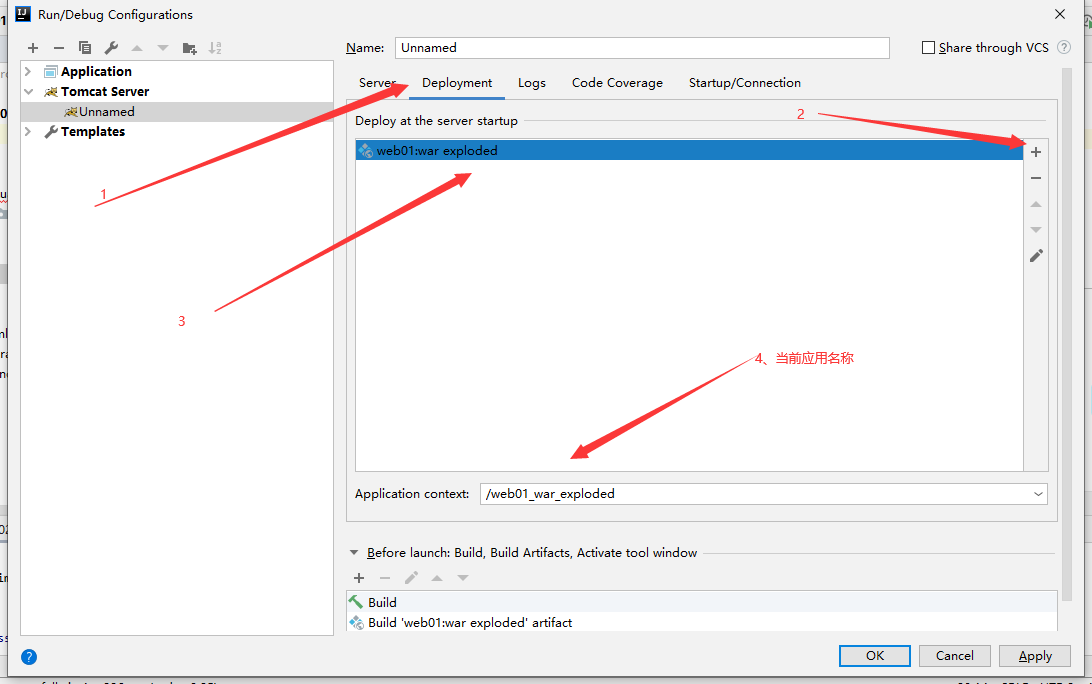 Run/Debug Configurations
Name: Unnamed
Share through VCS
Application
Tomcat Server
Unnamed
Templates
Server Deployment Logs Code Coverage Startup/Connection
Deploy at the server startup
web01:war exploded
1
2
3
4、当前应用名称
Application context: /web01_war_exploded
Before launch: Build, Build Artifacts, Activate tool window
Build
Build 'web01:war exploded' artifact
OK Cancel Apply